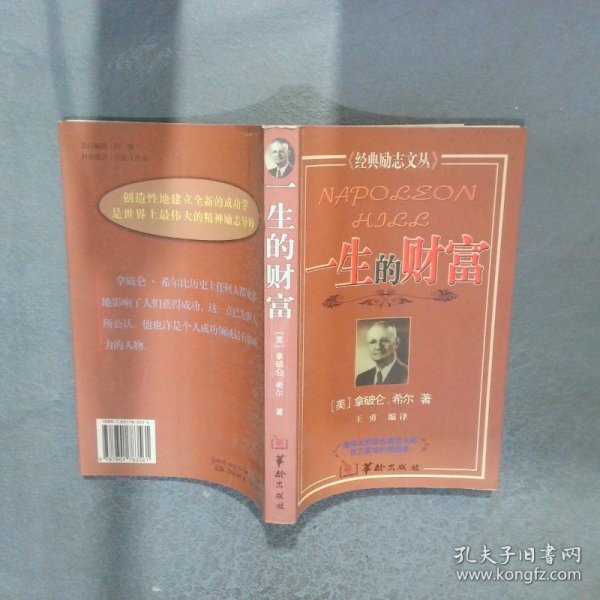 《经典励志文丛》
NAPOLEON
HILL
一生的财富
[美] 拿破仑·希尔 著
王勇 编译
华龄出版社
一生的财富
[美] 拿破仑·希尔 著
华龄出版社
创造性地建立全新的成功学
是世界上最伟大的精神励志导师
拿破仑·希尔比历史上任何人都更多
地影响了人们获得成功,这一点已为世人
所公认。他也许是个人成功领域最有影响
力的人物。
孔夫子旧书网
www.kongfz.com